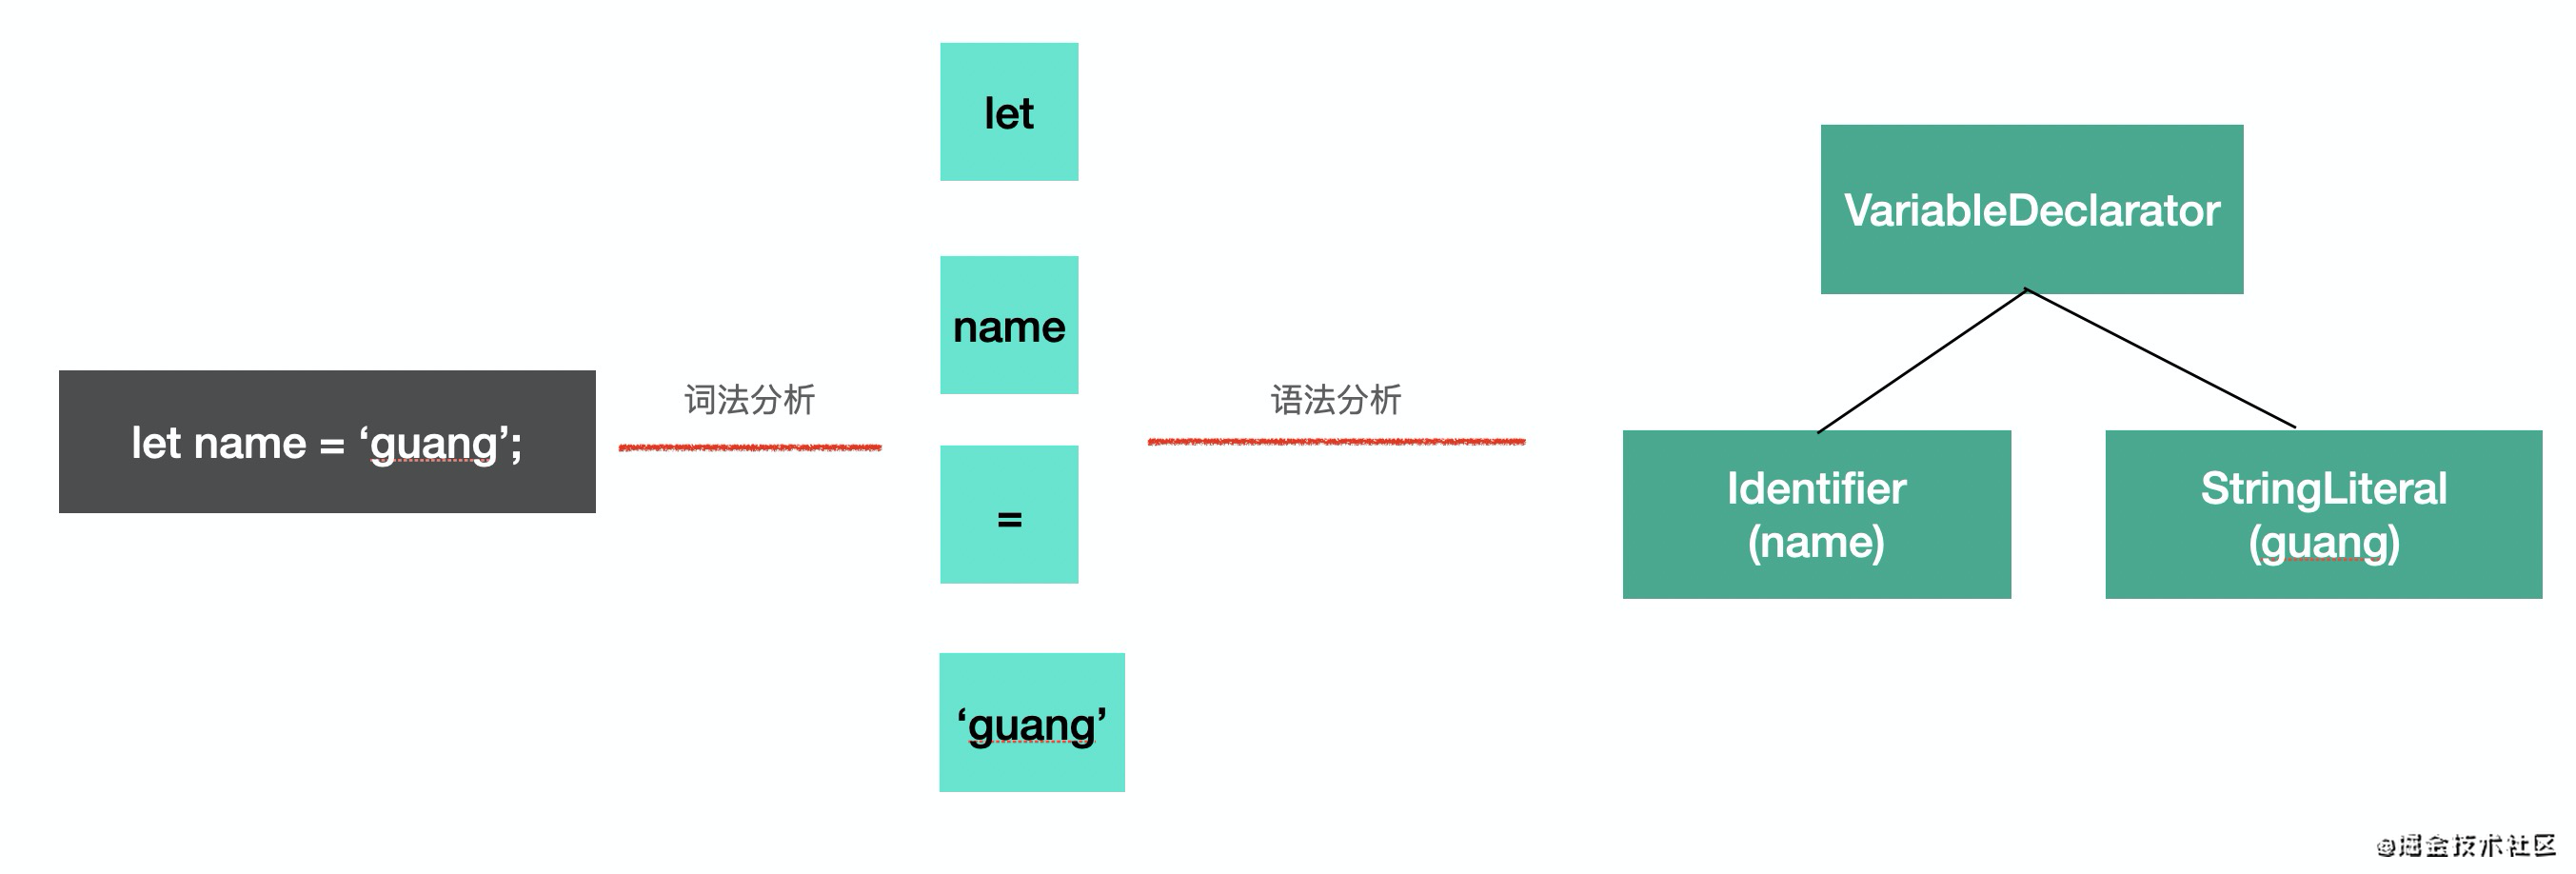 let name = ‘guang’;
词法分析
let
name
=
‘guang’
语法分析
VariableDeclarator
Identifier
(name)
StringLiteral
(guang)
@掘金技术社区